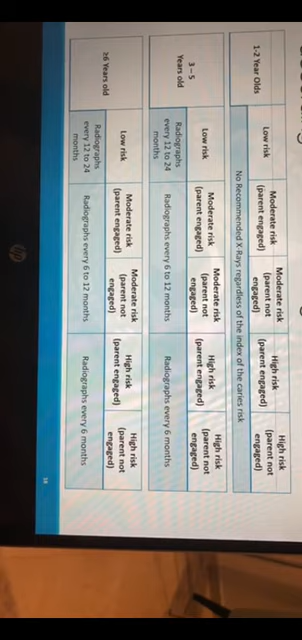 1-2 Year Olds
Low risk
Moderate risk
(parent engaged)
Moderate risk
(parent not
engaged)
High risk
(parent engaged)
High risk
(parent not
engaged)
No Recommended X-Rays regardless of the index of the caries risk
3 – 5
Years old
Low risk
Moderate risk
(parent engaged)
Moderate risk
(parent not
engaged)
High risk
(parent engaged)
High risk
(parent not
engaged)
Radiographs
every 12 to 24
months
Radiographs every 6 to 12 months
Radiographs every 6 months
≥6 Years old
Low risk
Moderate risk
(parent engaged)
Moderate risk
(parent not
engaged)
High risk
(parent engaged)
High risk
(parent not
engaged)
Radiographs
every 12 to 24
months
Radiographs every 6 to 12 months
Radiographs every 6 months
hp